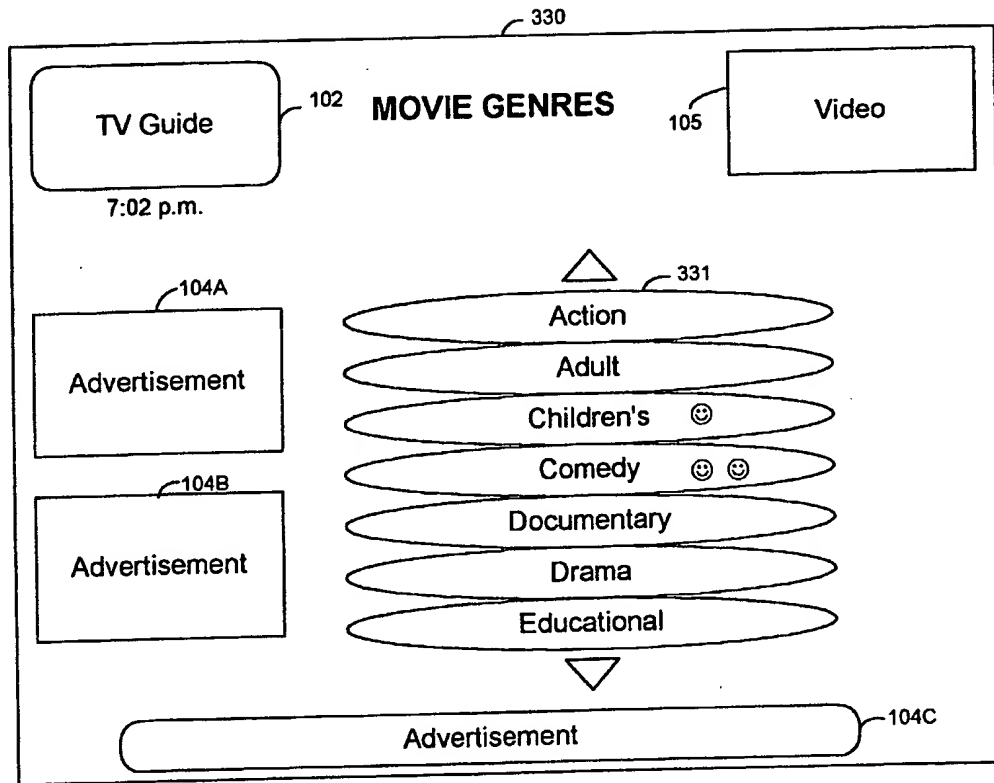 330
TV Guide
102
MOVIE GENRES
105
Video
7:02 p.m.
104A
Advertisement
104B
Advertisement
331
Action
Adult
Children's ☺
Comedy ☺ ☺
Documentary
Drama
Educational
Advertisement
104C